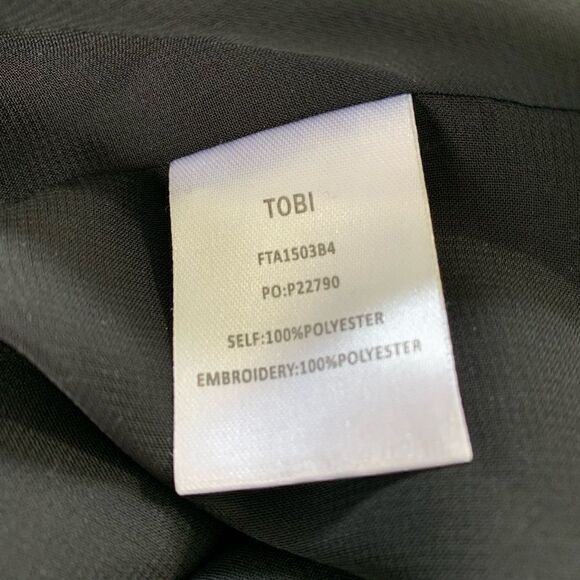 TOBI
FTA1503B4
PO:P22790
SELF:100%POLYESTER
EMBROIDERY:100%POLYESTER